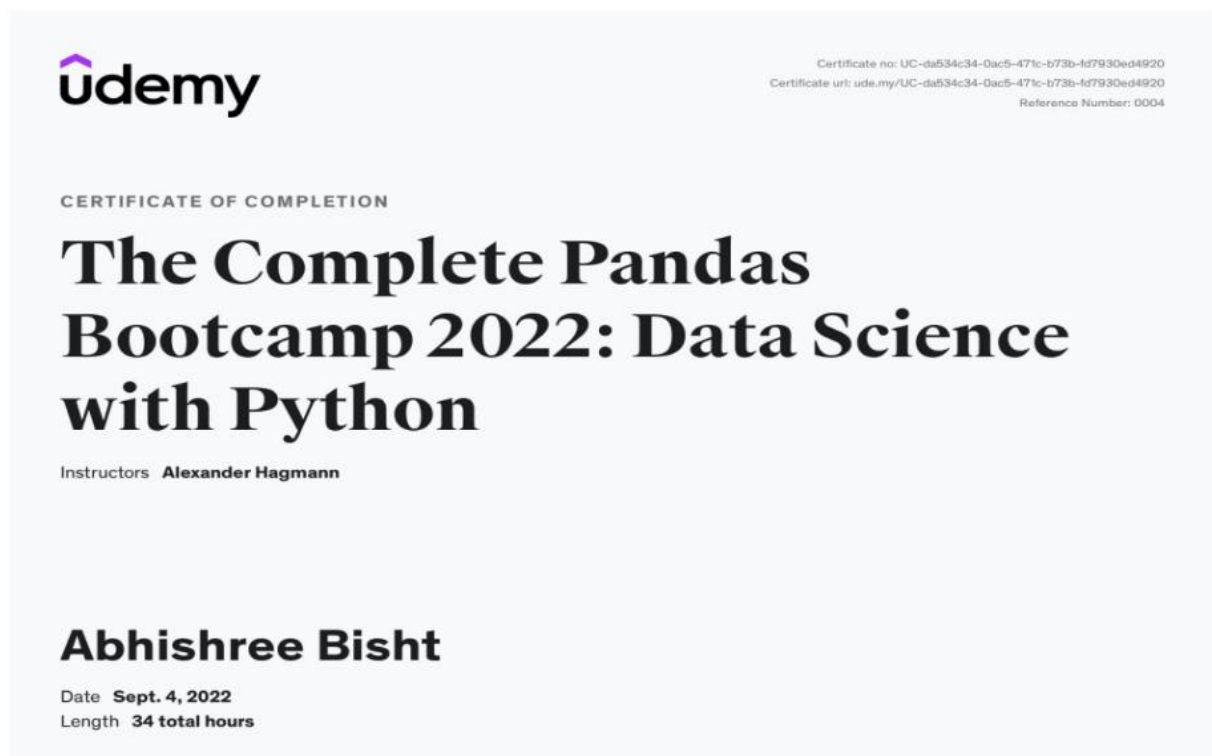 ûdemy
Certificate no: UC-da534c34-0ac5-471c-b73b-fd7930ed4920
Certificate url: ude.my/UC-da534c34-0ac5-471c-b73b-fd7930ed4920
Reference Number: 0004
CERTIFICATE OF COMPLETION
The Complete Pandas
Bootcamp 2022: Data Science
with Python
Instructors Alexander Hagmann
Abhishree Bisht
Date Sept. 4, 2022
Length 34 total hours